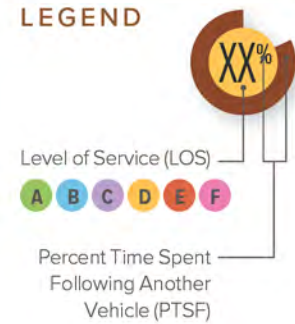 LEGEND
XX%
Level of Service (LOS)
A B C D E F
Percent Time Spent
Following Another
Vehicle (PTSF)